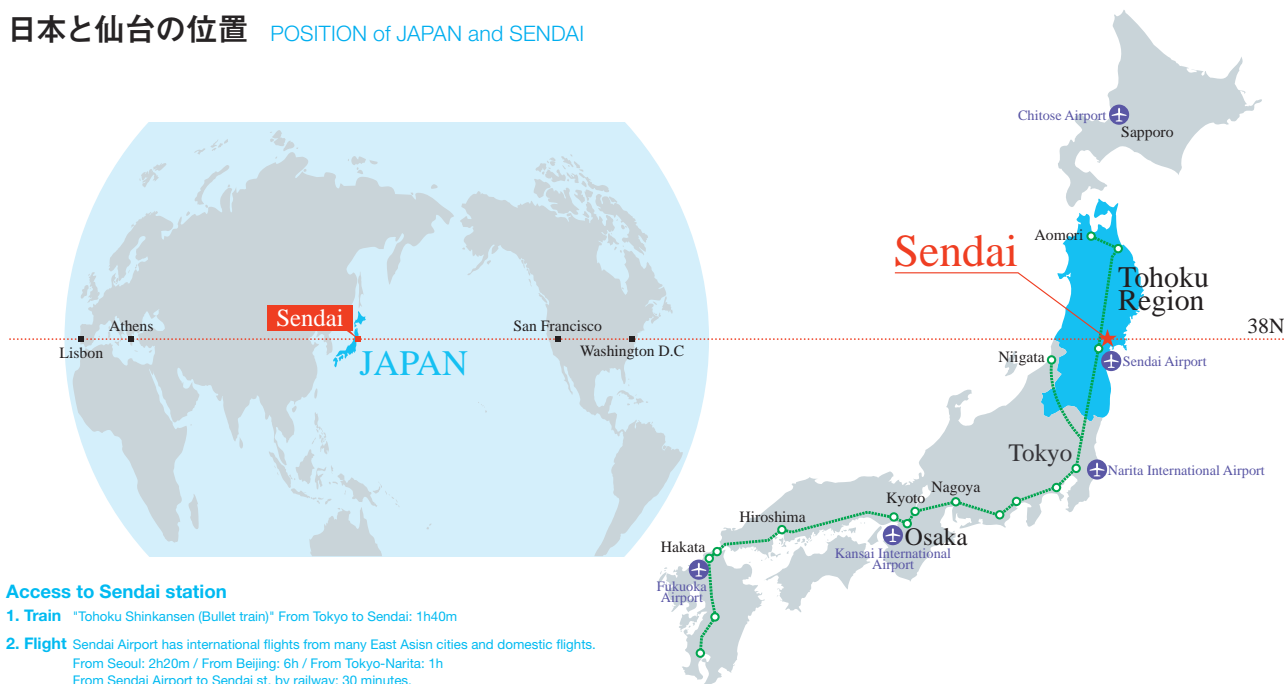 日本と仙台の位置 POSITION of JAPAN and SENDAI
Chitose Airport
Sapporo
Aomori
Sendai
Tohoku
Region
38N
Sendai
Athens
San Francisco
Lisbon
Washington D.C
JAPAN
Niigata
Sendai Airport
Tokyo
Narita International Airport
Nagoya
Kyoto
Hiroshima
Osaka
Hakata
Kansai International
Airport
Fukuoka
Airport
Access to Sendai station
1. Train "Tohoku Shinkansen (Bullet train)" From Tokyo to Sendai: 1h40m
2. Flight Sendai Airport has international flights from many East Asisn cities and domestic flights.
From Seoul: 2h20m / From Beijing: 6h / From Tokyo-Narita: 1h
From Sendai Airport to Sendai st. by railway: 30 minutes.